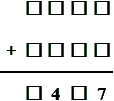 □ □ □ □
+ □ □ □ □
□ 4 □ 7